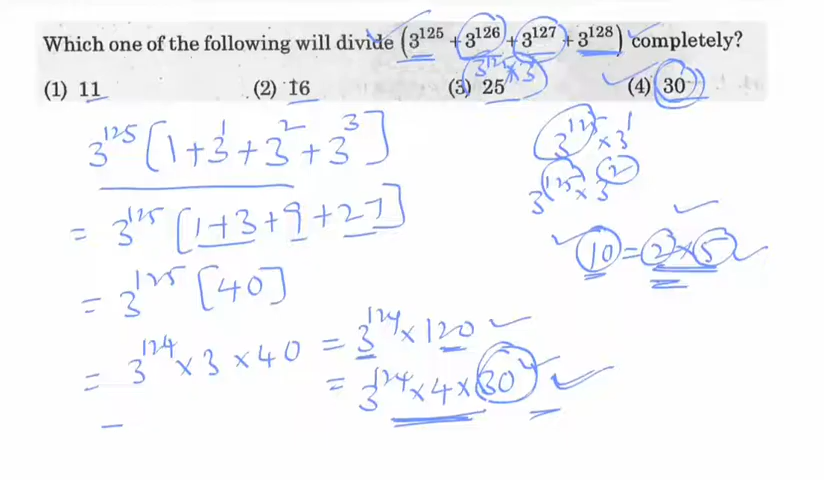 Which one of the following will divide (3¹²⁵ + 3¹²⁶ + 3¹²⁷ + 3¹²⁸) completely?
3¹²⁵ × 3
(1) 11 (2) 16 (3) 25 (4) 30
3¹²⁵ [1 + 3¹ + 3² + 3³]
3¹²⁵ × 3¹
3¹²⁵ × 3²
= 3¹²⁵ [1 + 3 + 9 + 27]
10 = 2 × 5
= 3¹²⁵ [40]
= 3¹²⁴ × 3 × 40 = 3¹²⁴ × 120
= 3¹²⁴ × 4 × 30